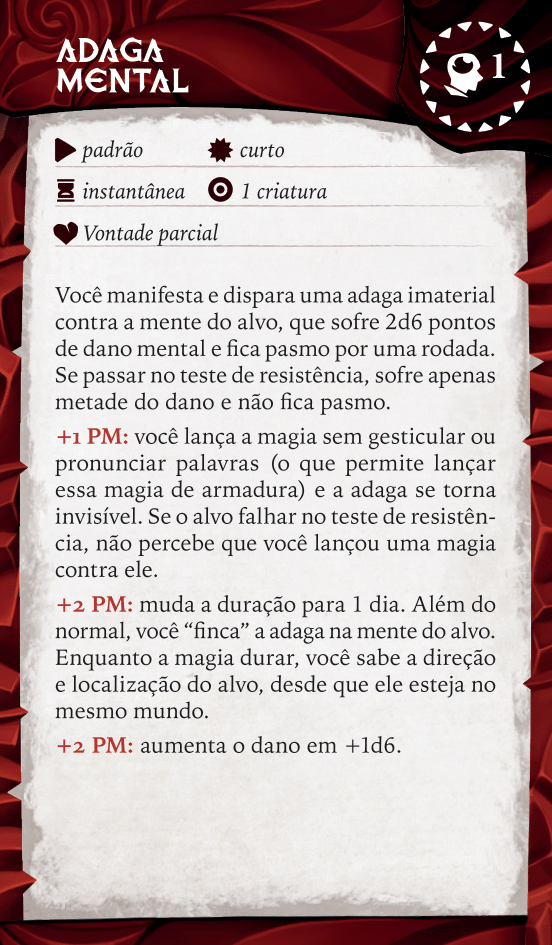 ADAGA
MENTAL
1
padrão curto
instantânea 1 criatura
Vontade parcial
Você manifesta e dispara uma adaga imaterial
contra a mente do alvo, que sofre 2d6 pontos
de dano mental e fica pasmo por uma rodada.
Se passar no teste de resistência, sofre apenas
metade do dano e não fica pasmo.
+1 PM: você lança a magia sem gesticular ou
pronunciar palavras (o que permite lançar
essa magia de armadura) e a adaga se torna
invisível. Se o alvo falhar no teste de resistên-
cia, não percebe que você lançou uma magia
contra ele.
+2 PM: muda a duração para 1 dia. Além do
normal, você “finca” a adaga na mente do alvo.
Enquanto a magia durar, você sabe a direção
e localização do alvo, desde que ele esteja no
mesmo mundo.
+2 PM: aumenta o dano em +1d6.